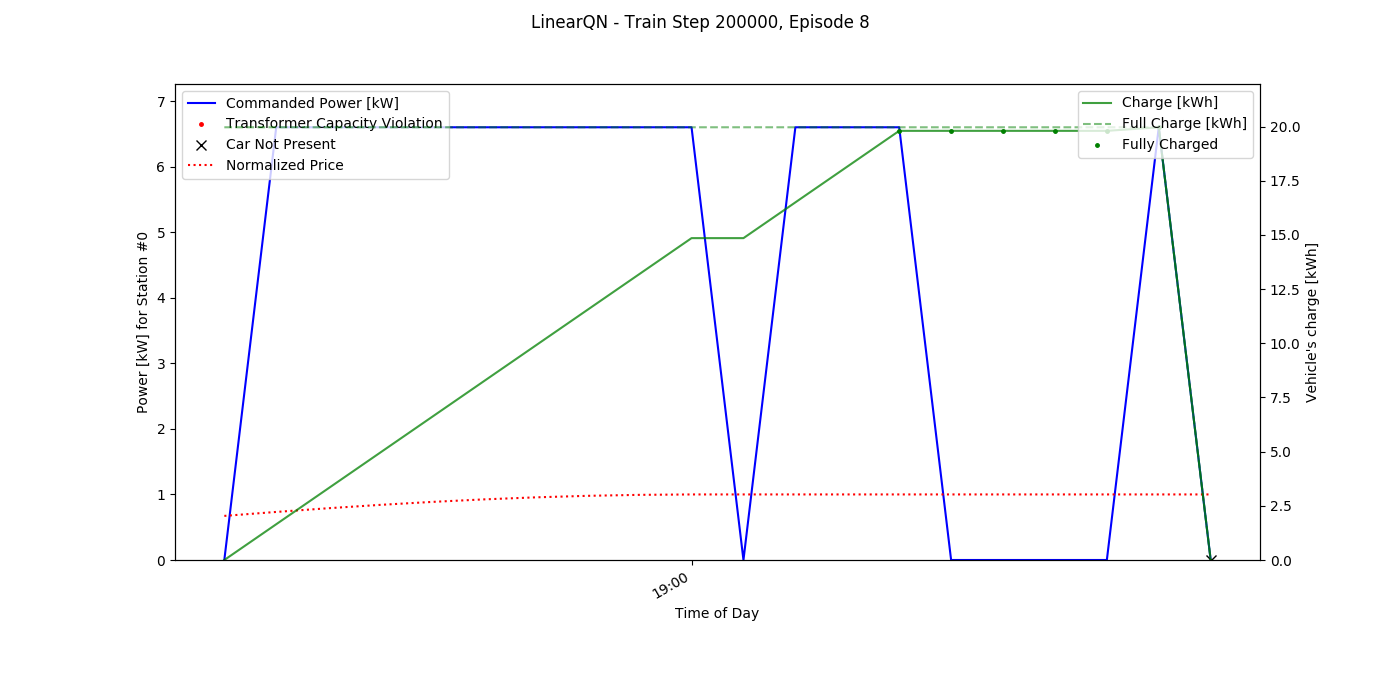 LinearQN - Train Step 200000, Episode 8
Commanded Power [kW]
Transformer Capacity Violation
Car Not Present
Normalized Price
Charge [kWh]
Full Charge [kWh]
Fully Charged
7
6
5
4
3
2
1
0
Power [kW] for Station #0
20.0
17.5
15.0
12.5
10.0
7.5
5.0
2.5
0.0
Vehicle's charge [kWh]
19:00
Time of Day